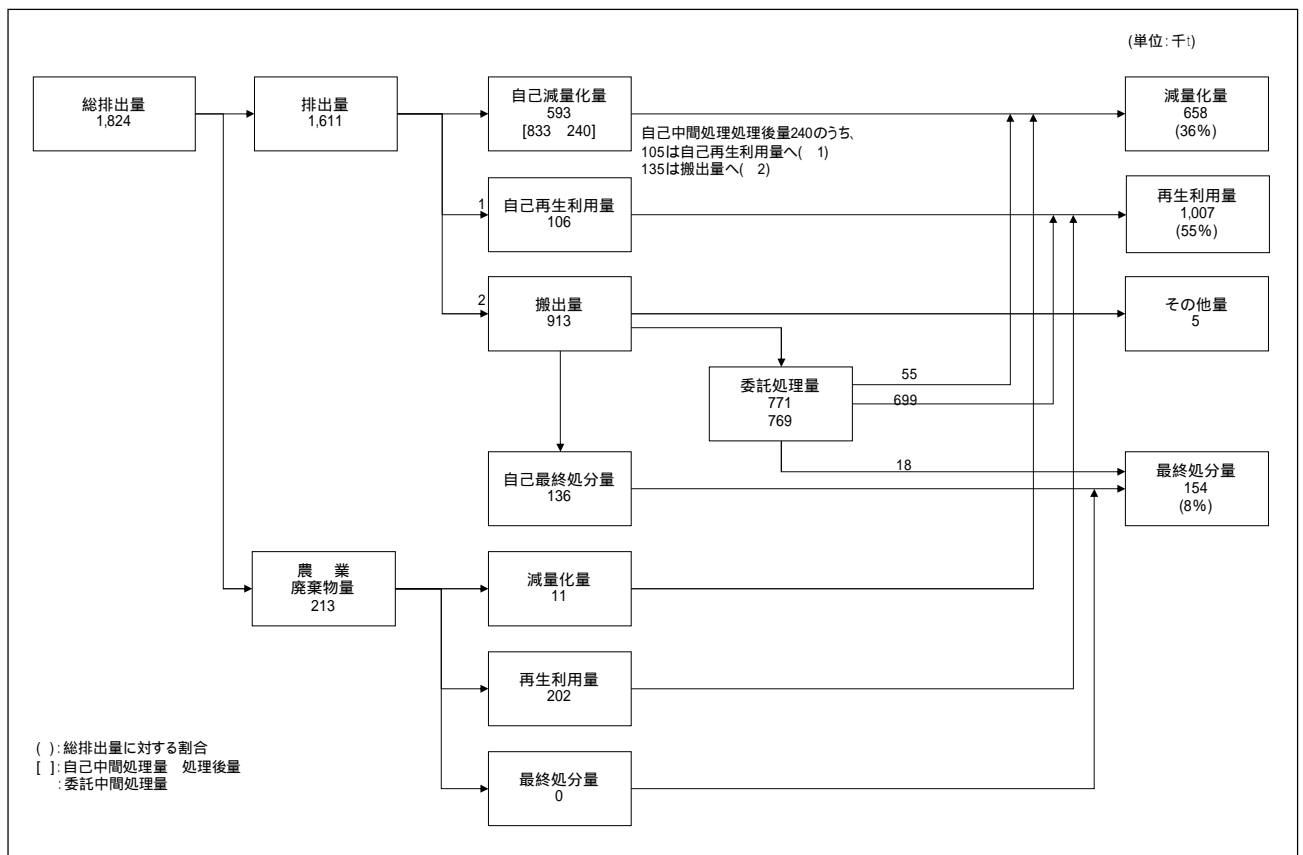 (単位:千t)
総排出量
1,824
排出量
1,611
自己減量化量
593
[833　240]
自己中間処理処理後量240のうち、
105は自己再生利用量へ(　1)
135は搬出量へ(　2)
減量化量
658
(36%)
1
自己再生利用量
106
再生利用量
1,007
(55%)
2
搬出量
913
その他量
5
委託処理量
771
769
55
699
18
自己最終処分量
136
最終処分量
154
(8%)
農　業
廃棄物量
213
減量化量
11
再生利用量
202
最終処分量
0
( ):総排出量に対する割合
[ ]:自己中間処理量　処理後量
:委託中間処理量